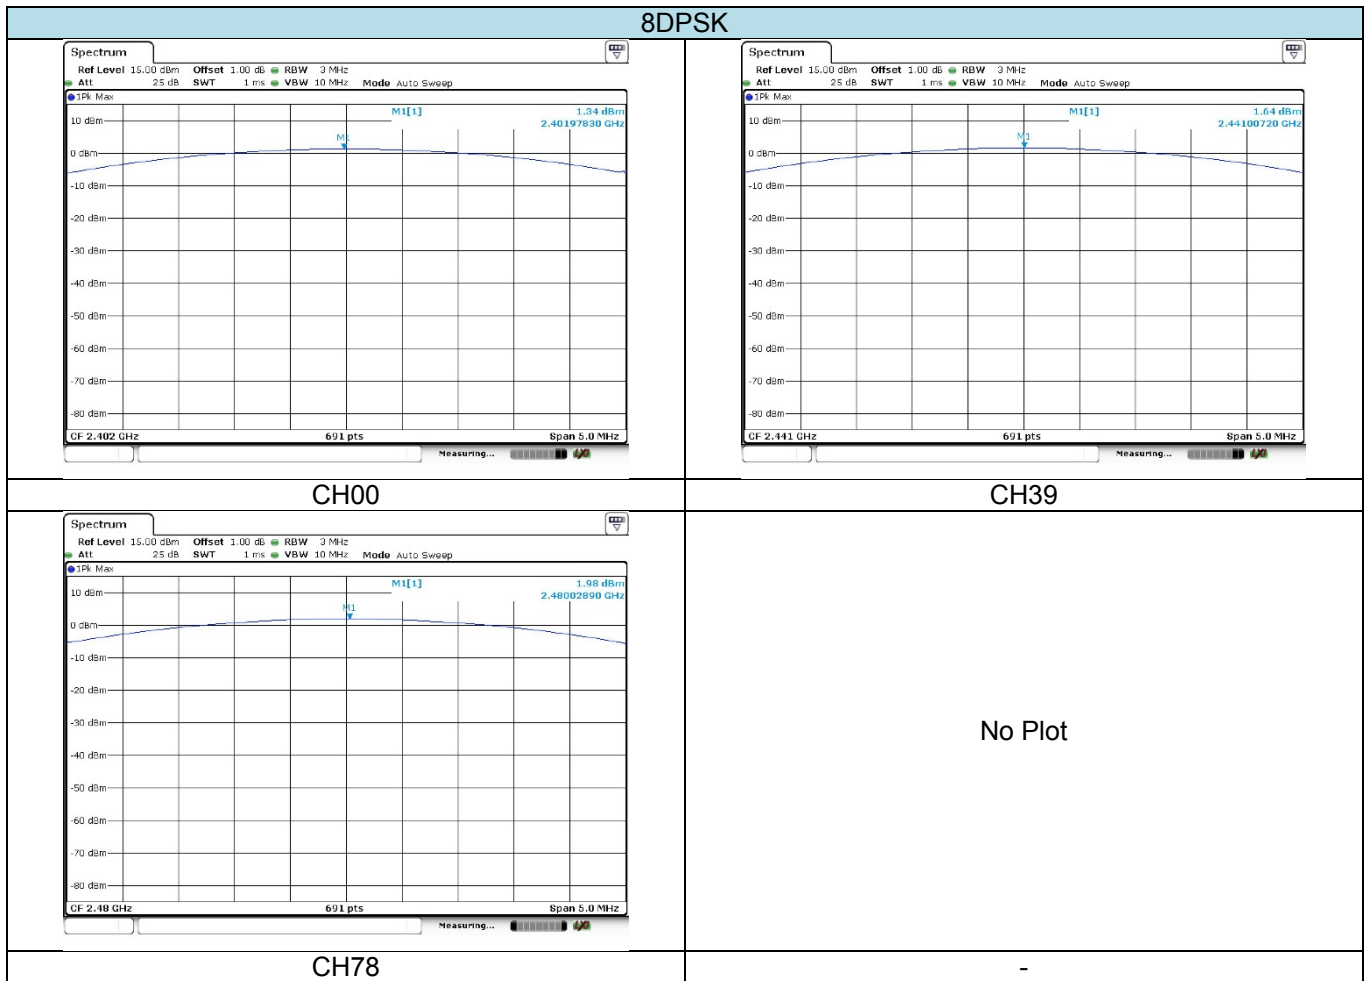 8DPSK
Spectrum
Ref Level 15.00 dBm Offset 1.00 dB RBW 3 MHz
Att 25 dB SWT 1 ms VBW 10 MHz Mode Auto Sweep
1Pk Max
M1[1] 1.34 dBm
2.40197830 GHz
10 dBm
M1
0 dBm
-10 dBm
-20 dBm
-30 dBm
-40 dBm
-50 dBm
-60 dBm
-70 dBm
-80 dBm
CF 2.402 GHz 691 pts Span 5.0 MHz
Measuring... LXI
CH00
Spectrum
Ref Level 15.00 dBm Offset 1.00 dB RBW 3 MHz
Att 25 dB SWT 1 ms VBW 10 MHz Mode Auto Sweep
1Pk Max
M1[1] 1.64 dBm
2.44100720 GHz
10 dBm
M1
0 dBm
-10 dBm
-20 dBm
-30 dBm
-40 dBm
-50 dBm
-60 dBm
-70 dBm
-80 dBm
CF 2.441 GHz 691 pts Span 5.0 MHz
Measuring... LXI
CH39
Spectrum
Ref Level 15.00 dBm Offset 1.00 dB RBW 3 MHz
Att 25 dB SWT 1 ms VBW 10 MHz Mode Auto Sweep
1Pk Max
M1[1] 1.98 dBm
2.48002890 GHz
10 dBm
M1
0 dBm
-10 dBm
-20 dBm
-30 dBm
-40 dBm
-50 dBm
-60 dBm
-70 dBm
-80 dBm
CF 2.48 GHz 691 pts Span 5.0 MHz
Measuring... LXI
CH78
No Plot
-